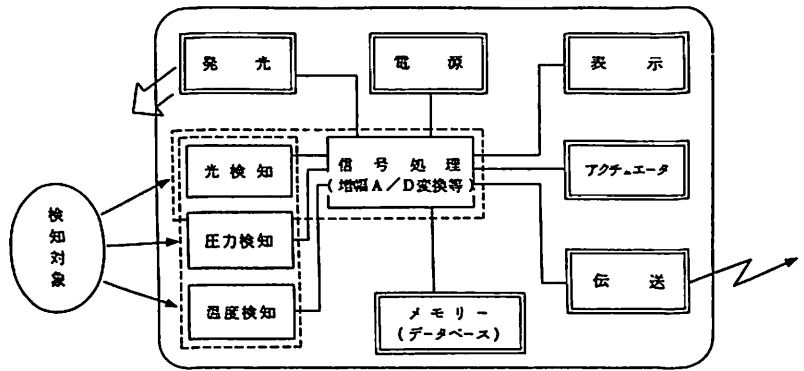 発光
電源
表示
光検知
信号処理
(増幅A/D変換等)
アクチュエータ
検知対象
圧力検知
温度検知
伝送
メモリー
(データベース)